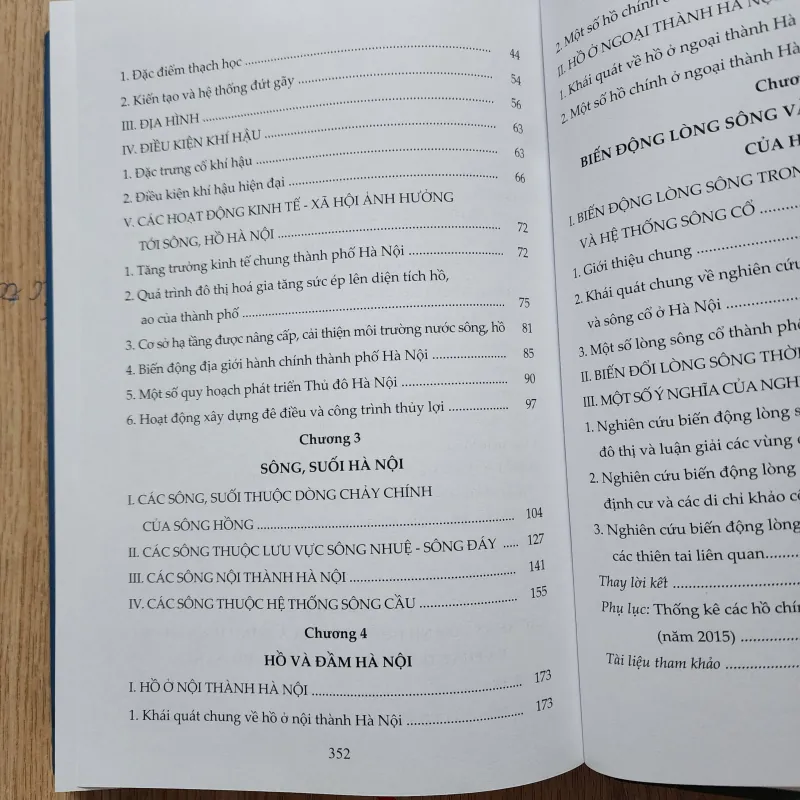 1. Đặc điểm thạch học ........ 44
2. Kiến tạo và hệ thống đứt gãy ........ 54
III. ĐỊA HÌNH ........ 56
IV. ĐIỀU KIỆN KHÍ HẬU ........ 63
1. Đặc trưng cổ khí hậu ........ 63
2. Điều kiện khí hậu hiện đại ........ 66
V. CÁC HOẠT ĐỘNG KINH TẾ - XÃ HỘI ẢNH HƯỞNG
TỚI SÔNG, HỒ HÀ NỘI ........ 72
1. Tăng trưởng kinh tế chung thành phố Hà Nội ........ 72
2. Quá trình đô thị hoá gia tăng sức ép lên diện tích hồ,
ao của thành phố ........ 75
3. Cơ sở hạ tầng được nâng cấp, cải thiện môi trường nước sông, hồ 81
4. Biến động địa giới hành chính thành phố Hà Nội ........ 85
5. Một số quy hoạch phát triển Thủ đô Hà Nội ........ 90
6. Hoạt động xây dựng đê điều và công trình thủy lợi ........ 97
Chương 3
SÔNG, SUỐI HÀ NỘI
I. CÁC SÔNG, SUỐI THUỘC DÒNG CHẢY CHÍNH
CỦA SÔNG HỒNG ........ 104
II. CÁC SÔNG THUỘC LƯU VỰC SÔNG NHUỆ - SÔNG ĐÁY ..... 127
III. CÁC SÔNG NỘI THÀNH HÀ NỘI ........ 141
IV. CÁC SÔNG THUỘC HỆ THỐNG SÔNG CẦU ........ 155
Chương 4
HỒ VÀ ĐẦM HÀ NỘI
I. HỒ Ở NỘI THÀNH HÀ NỘI ........ 173
1. Khái quát chung về hồ ở nội thành Hà Nội ........ 173
352
2. Một số hồ chính
II. HỒ Ở NGOẠI THÀNH HÀ
1. Khái quát về hồ ở ngoại thành Hà
2. Một số hồ chính ở ngoại thành Hà
Chươ
BIẾN ĐỘNG LÒNG SÔNG V
CỦA H
I. BIẾN ĐỘNG LÒNG SÔNG TRON
VÀ HỆ THỐNG SÔNG CỔ ........
1. Giới thiệu chung ........
2. Khái quát chung về nghiên cứu
và sông cổ ở Hà Nội ........
3. Một số lòng sông cổ thành phố
II. BIẾN ĐỔI LÒNG SÔNG THỜI
III. MỘT SỐ Ý NGHĨA CỦA NGH
1. Nghiên cứu biến động lòng s
đô thị và luận giải các vùng
2. Nghiên cứu biến động lòng
định cư và các di chỉ khảo cổ
3. Nghiên cứu biến động lòng
các thiên tai liên quan........
Thay lời kết ........
Phụ lục: Thống kê các hồ chín
(năm 2015) ........
Tài liệu tham khảo ........